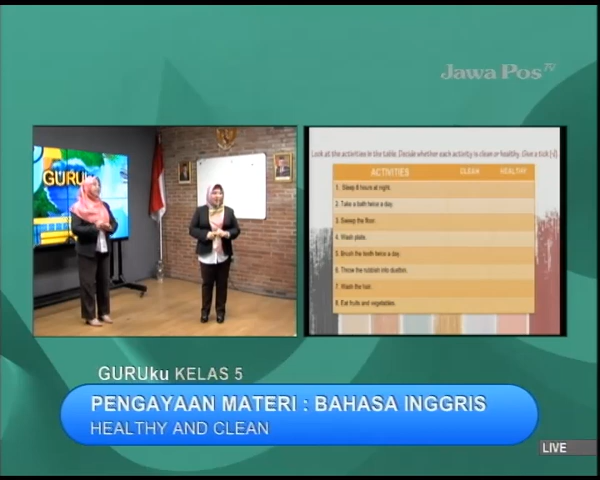 Jawa Pos TV
GURUku
Look at the activities in the table. Decide whether each activity is clean or healthy. Give a tick (√)
ACTIVITIES CLEAN HEALTHY
1. Sleep 8 hours at night.
2. Take a bath twice a day.
3. Sweep the floor.
4. Wash plate.
5. Brush the tooth twice a day.
6. Throw the rubbish into dustbin.
7. Wash the hair.
8. Eat fruits and vegetables.
GURUku KELAS 5
PENGAYAAN MATERI : BAHASA INGGRIS
HEALTHY AND CLEAN
LIVE